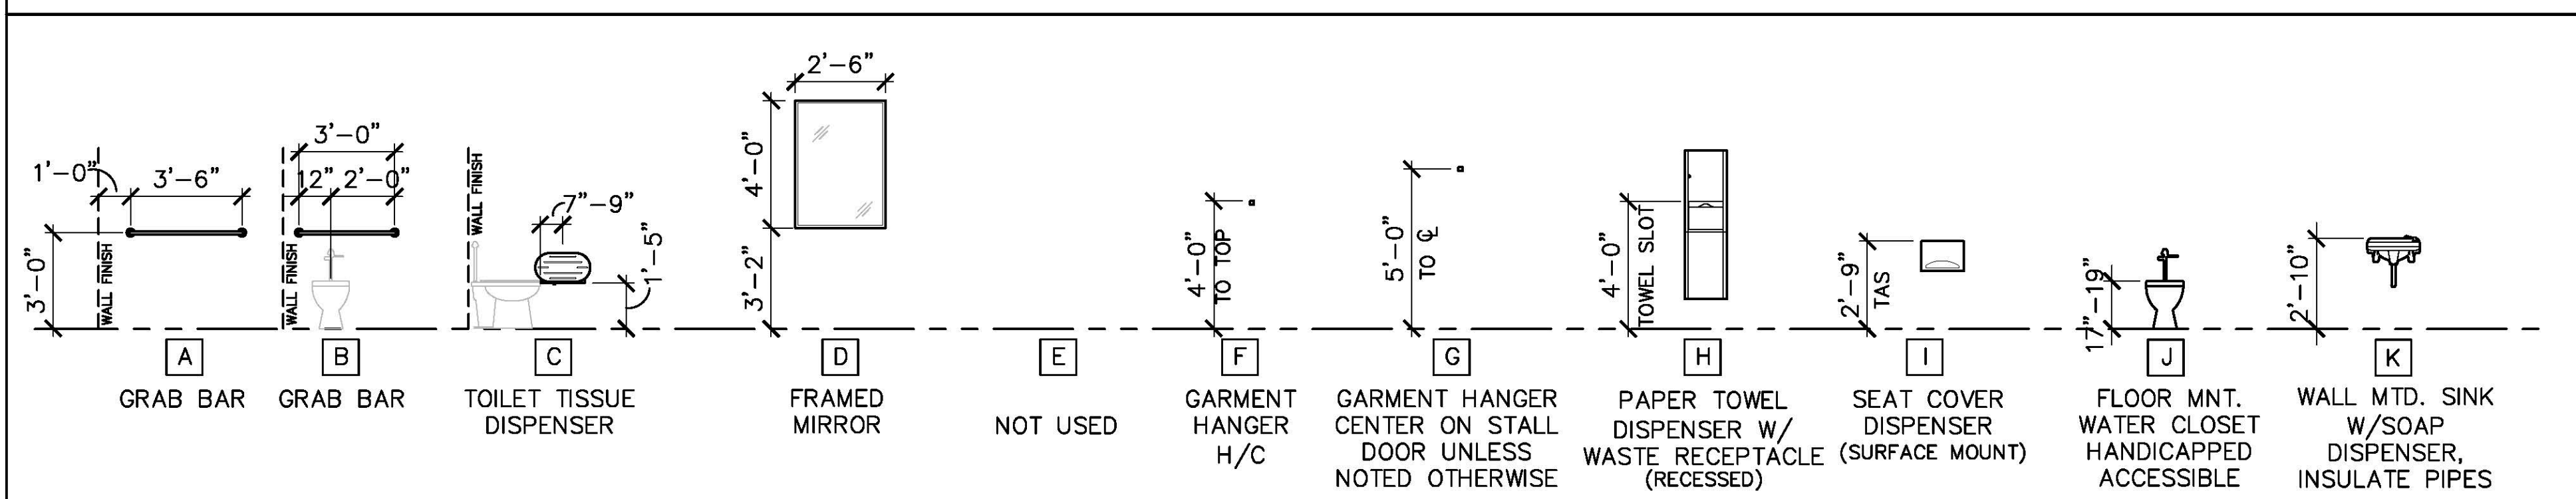 1'-0"
3'-6"
3'-0"
WALL FINISH
A
GRAB BAR
3'-0"
12"
2'-0"
WALL FINISH
B
GRAB BAR
WALL FINISH
7"-9"
1'-5"
C
TOILET TISSUE
DISPENSER
2'-6"
4'-0"
3'-2"
D
FRAMED
MIRROR
E
NOT USED
4'-0"
TO TOP
F
GARMENT
HANGER
H/C
5'-0"
TO ℄
G
GARMENT HANGER
CENTER ON STALL
DOOR UNLESS
NOTED OTHERWISE
4'-0"
TOWEL SLOT
H
PAPER TOWEL
DISPENSER W/
WASTE RECEPTACLE
(RECESSED)
2'-9"
TAS
I
SEAT COVER
DISPENSER
(SURFACE MOUNT)
17"-19"
J
FLOOR MNT.
WATER CLOSET
HANDICAPPED
ACCESSIBLE
2'-10"
K
WALL MTD. SINK
W/SOAP
DISPENSER,
INSULATE PIPES